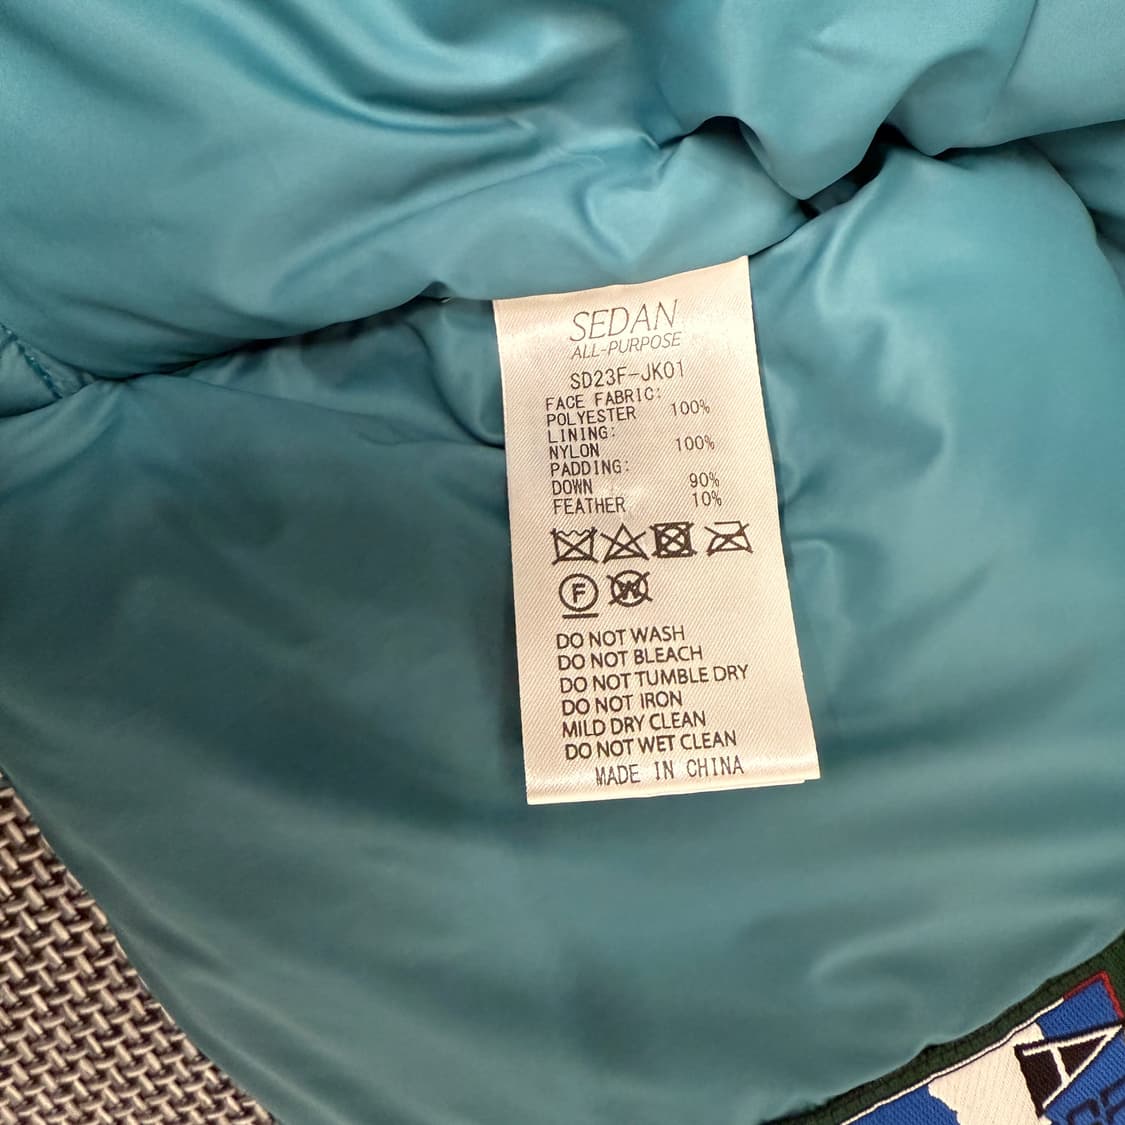 SEDAN
ALL-PURPOSE
SD23F-JK01
FACE FABRIC:
POLYESTER 100%
LINING:
NYLON 100%
PADDING:
DOWN 90%
FEATHER 10%
F W
DO NOT WASH
DO NOT BLEACH
DO NOT TUMBLE DRY
DO NOT IRON
MILD DRY CLEAN
DO NOT WET CLEAN
MADE IN CHINA
A